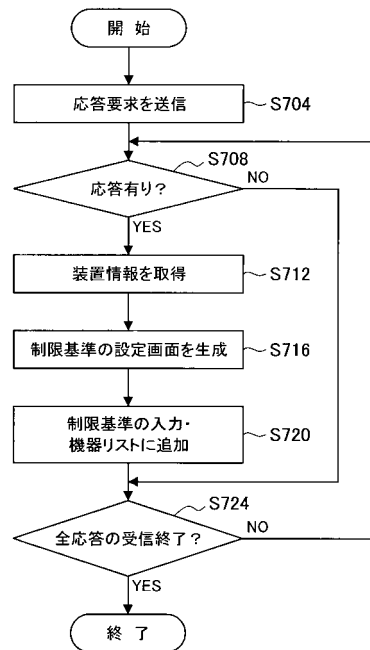 開 始
応答要求を送信
S704
S708
応答有り?
NO
YES
装置情報を取得
S712
制限基準の設定画面を生成
S716
制限基準の入力・
機器リストに追加
S720
S724
全応答の受信終了?
NO
YES
終 了